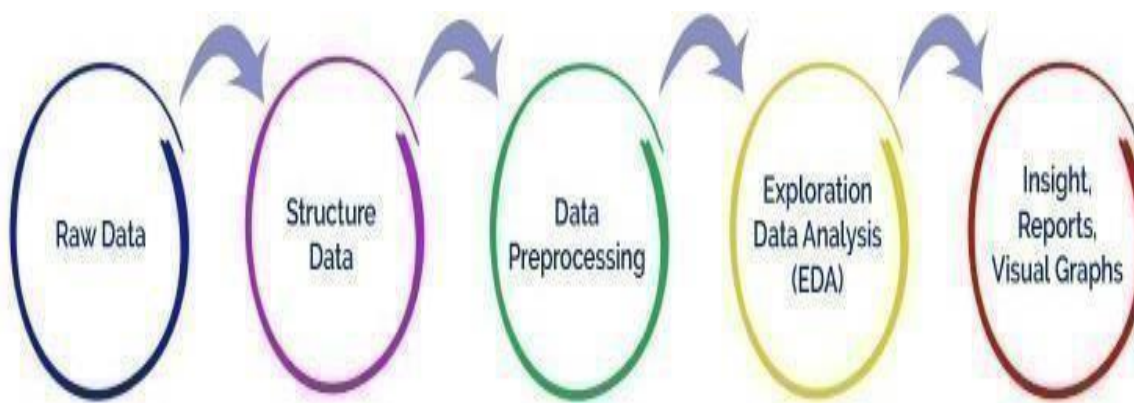 Raw Data
Structure
Data
Data
Preprocessing
Exploration
Data Analysis
(EDA)
Insight,
Reports,
Visual Graphs